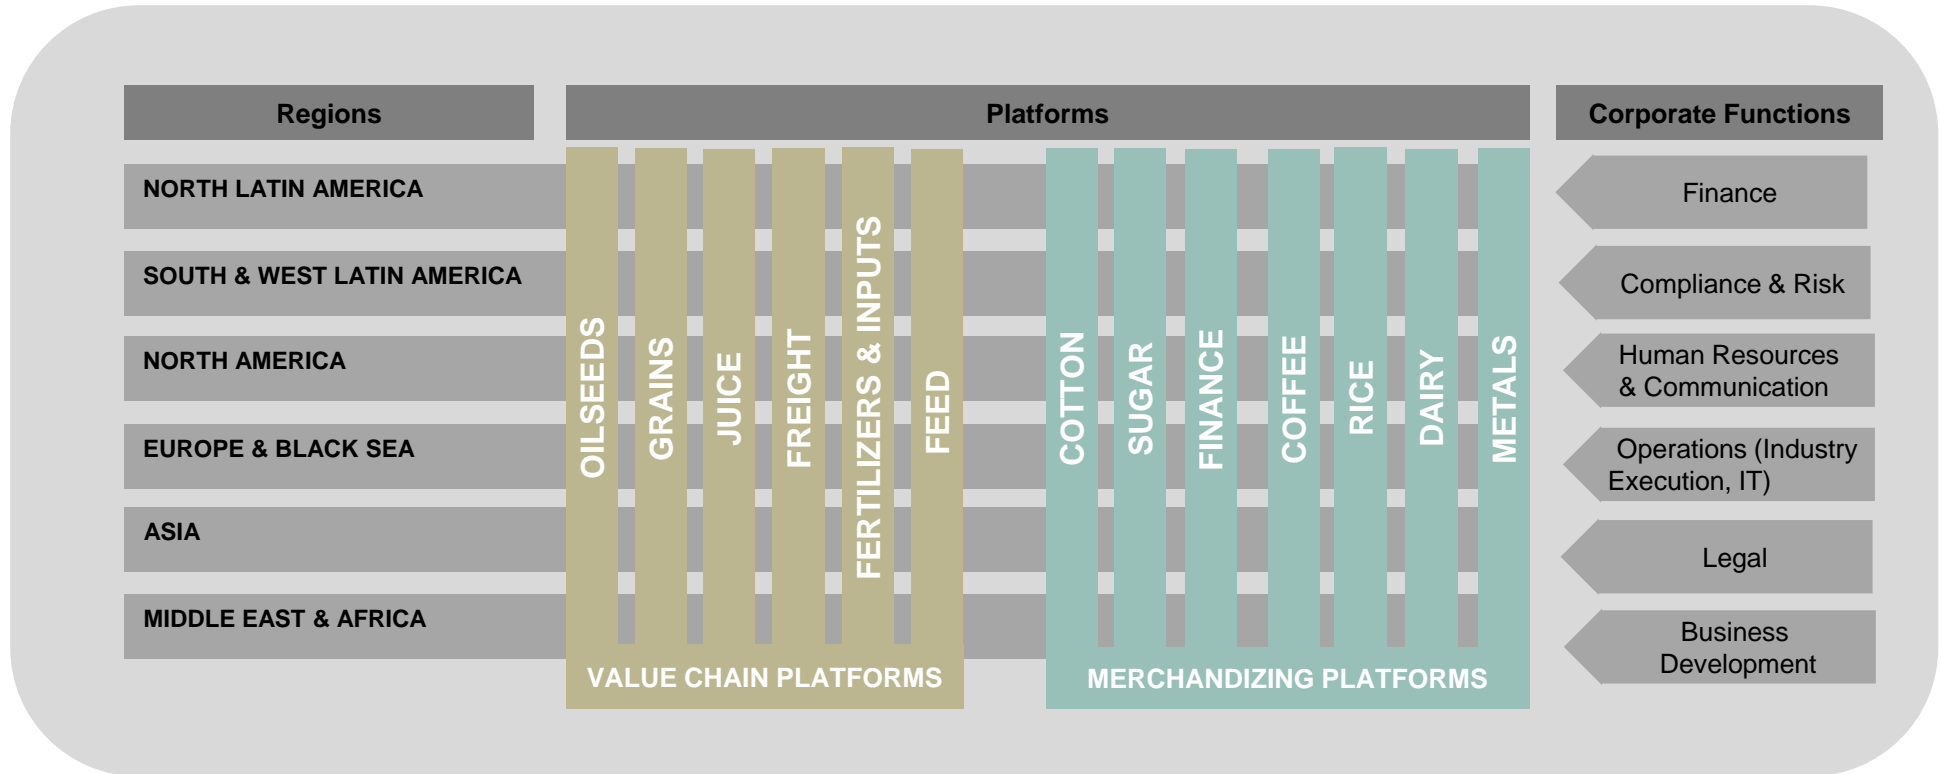 Regions
Platforms
Corporate Functions
NORTH LATIN AMERICA
SOUTH & WEST LATIN AMERICA
NORTH AMERICA
EUROPE & BLACK SEA
ASIA
MIDDLE EAST & AFRICA
OILSEEDS
GRAINS
JUICE
FREIGHT
FERTILIZERS & INPUTS
FEED
VALUE CHAIN PLATFORMS
COTTON
SUGAR
FINANCE
COFFEE
RICE
DAIRY
METALS
MERCHANDIZING PLATFORMS
Finance
Compliance & Risk
Human Resources
& Communication
Operations (Industry
Execution, IT)
Legal
Business
Development